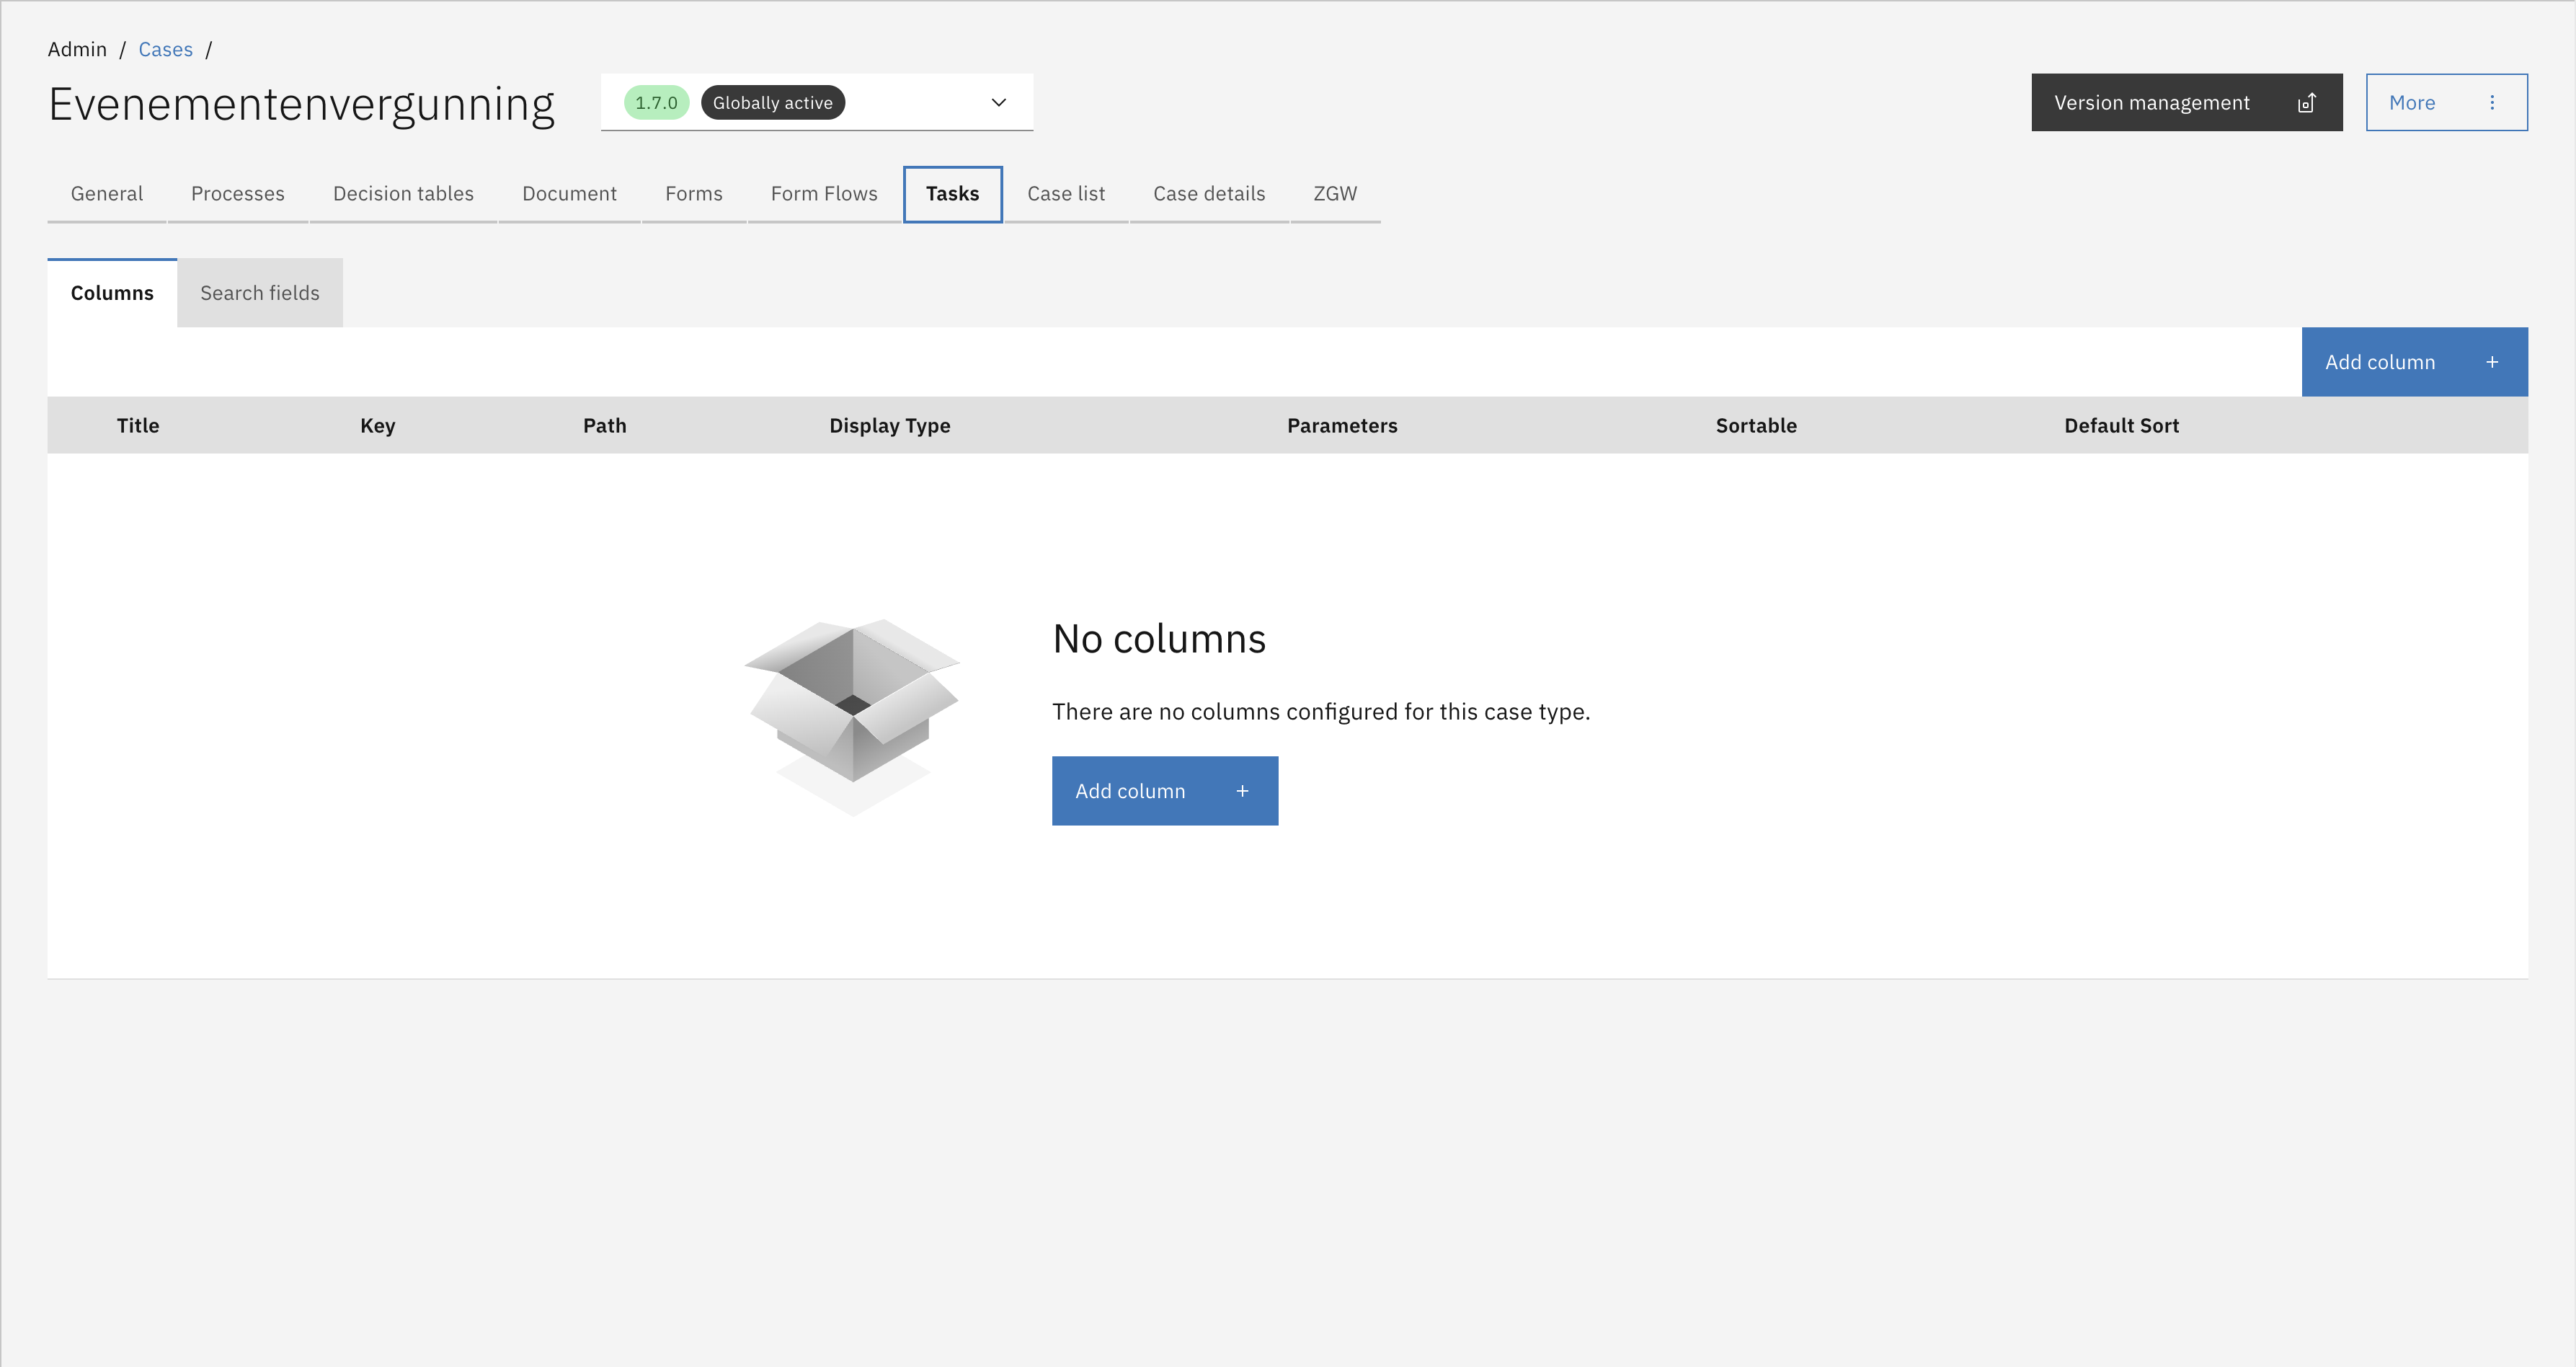 Admin / Cases /
Evenementenvergunning 1.7.0 Globally active Version management More
General Processes Decision tables Document Forms Form Flows Tasks Case list Case details ZGW
Columns Search fields
Add column +
Title Key Path Display Type Parameters Sortable Default Sort
No columns
There are no columns configured for this case type.
Add column +